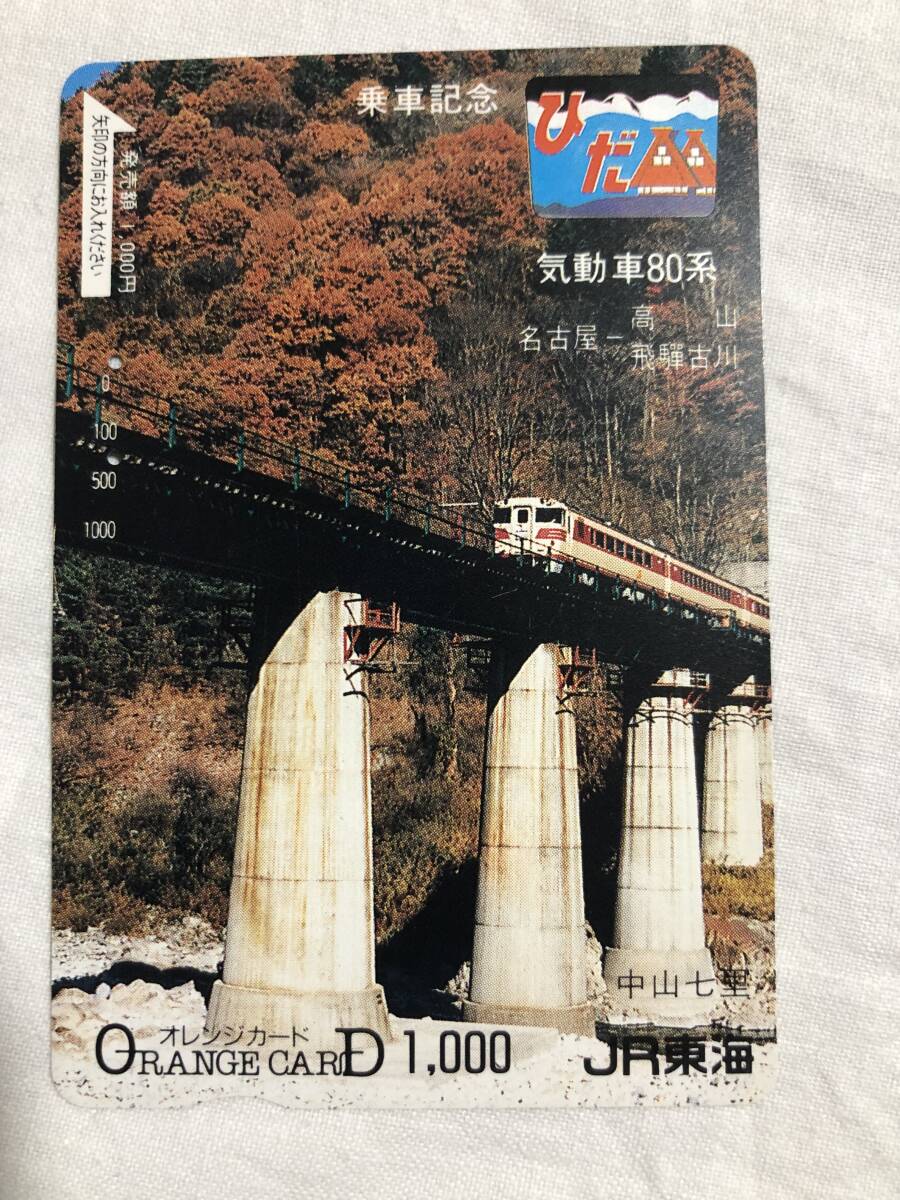 乗車記念
ひだ
気動車80系
名古屋－高山
飛騨古川
矢印の方向にお入れください
発売額 1,000円
0
100
500
1000
中山七里
オレンジカード
ORANGE CARD 1,000
JR東海